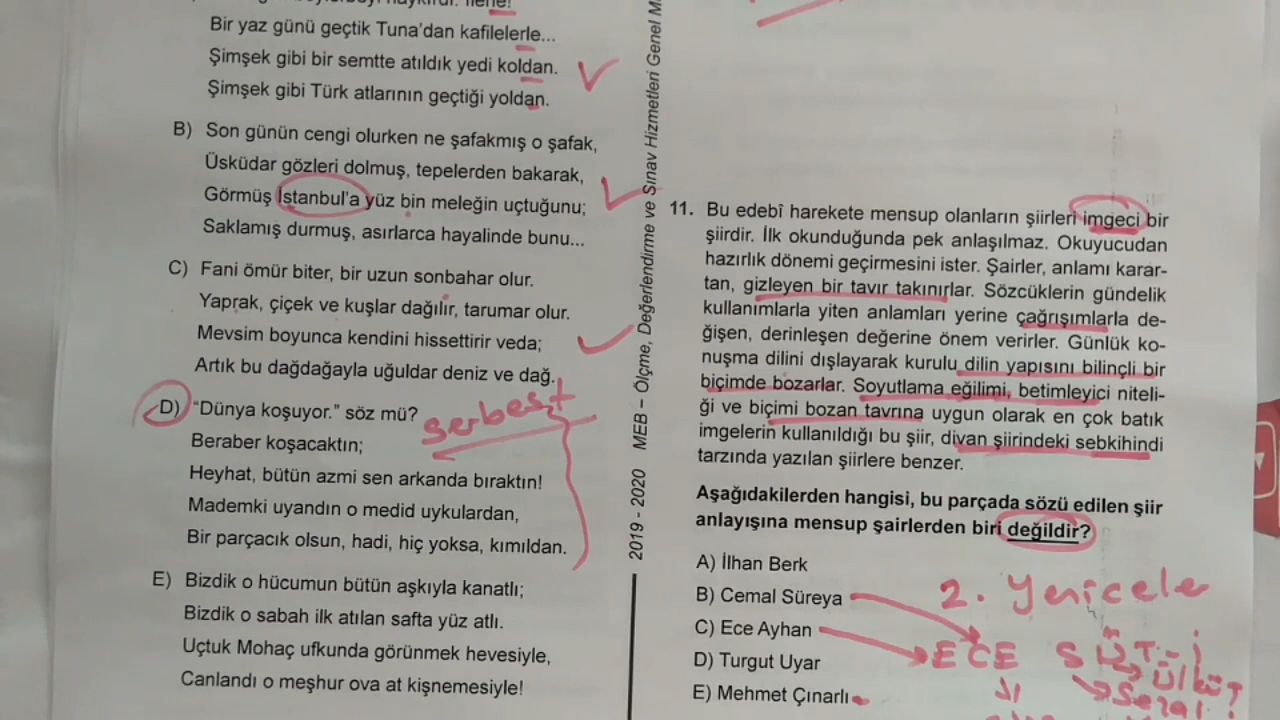 ilerle!
Bir yaz günü geçtik Tuna'dan kafilelerle...
Şimşek gibi bir semtte atıldık yedi koldan.
Şimşek gibi Türk atlarının geçtiği yoldan.
B) Son günün cengi olurken ne şafakmış o şafak,
Üsküdar gözleri dolmuş, tepelerden bakarak,
Görmüş İstanbul'a yüz bin meleğin uçtuğunu;
Saklamış durmuş, asırlarca hayalinde bunu...
C) Fani ömür biter, bir uzun sonbahar olur.
Yaprak, çiçek ve kuşlar dağılır, tarumar olur.
Mevsim boyunca kendini hissettirir veda;
Artık bu dağdağayla uğuldar deniz ve dağ.
D) "Dünya koşuyor." söz mü?
serbest
Beraber koşacaktın;
Heyhat, bütün azmi sen arkanda bıraktın!
Mademki uyandın o medid uykulardan,
Bir parçacık olsun, hadi, hiç yoksa, kımıldan.
E) Bizdik o hücumun bütün aşkıyla kanatlı;
Bizdik o sabah ilk atılan safta yüz atlı.
Uçtuk Mohaç ufkunda görünmek hevesiyle,
Canlandı o meşhur ova at kişnemesiyle!
2019 - 2020 MEB – Ölçme, Değerlendirme ve Sınav Hizmetleri Genel
11. Bu edebî harekete mensup olanların şiirleri imgeci bir
şiirdir. İlk okunduğunda pek anlaşılmaz. Okuyucudan
hazırlık dönemi geçirmesini ister. Şairler, anlamı karar-
tan, gizleyen bir tavır takınırlar. Sözcüklerin gündelik
kullanımlarla yiten anlamları yerine çağrışımlarla de-
ğişen, derinleşen değerine önem verirler. Günlük ko-
nuşma dilini dışlayarak kurulu dilin yapısını bilinçli bir
biçimde bozarlar. Soyutlama eğilimi, betimleyici niteli-
ği ve biçimi bozan tavrına uygun olarak en çok batık
imgelerin kullanıldığı bu şiir, divan şiirindeki sebkihindi
tarzında yazılan şiirlere benzer.
Aşağıdakilerden hangisi, bu parçada sözü edilen şiir
anlayışına mensup şairlerden biri değildir?
A) İlhan Berk
B) Cemal Süreya
C) Ece Ayhan
D) Turgut Uyar
E) Mehmet Çınarlı
2. Yeniceler
ECE SÜT-İ
Ülkü
Sezai